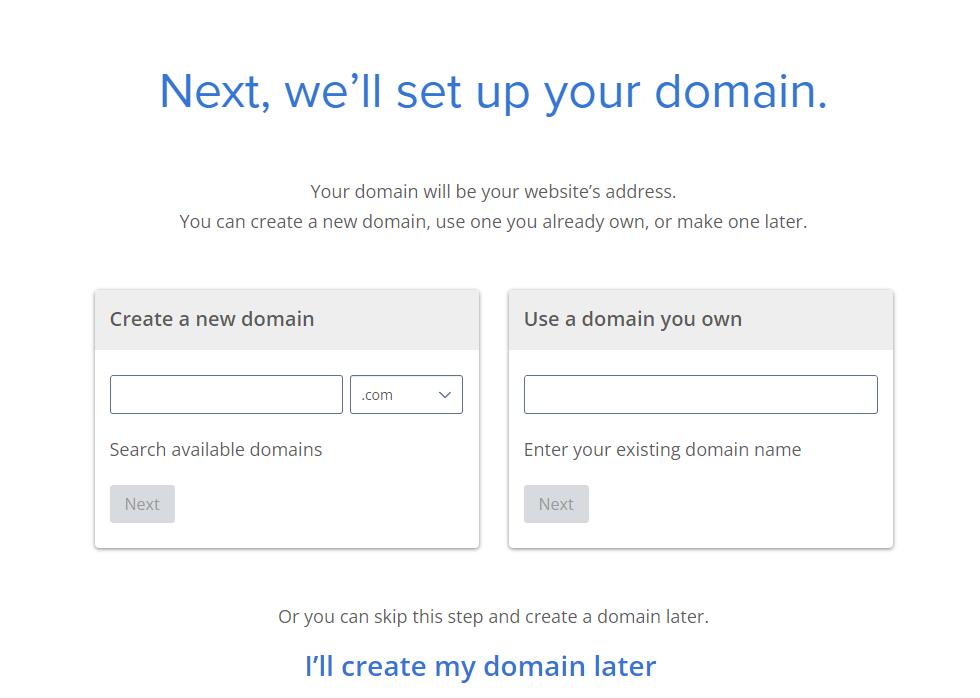 Next, we’ll set up your domain.
Your domain will be your website’s address.
You can create a new domain, use one you already own, or make one later.
Create a new domain
.com
Search available domains
Next
Use a domain you own
Enter your existing domain name
Next
Or you can skip this step and create a domain later.
I’ll create my domain later